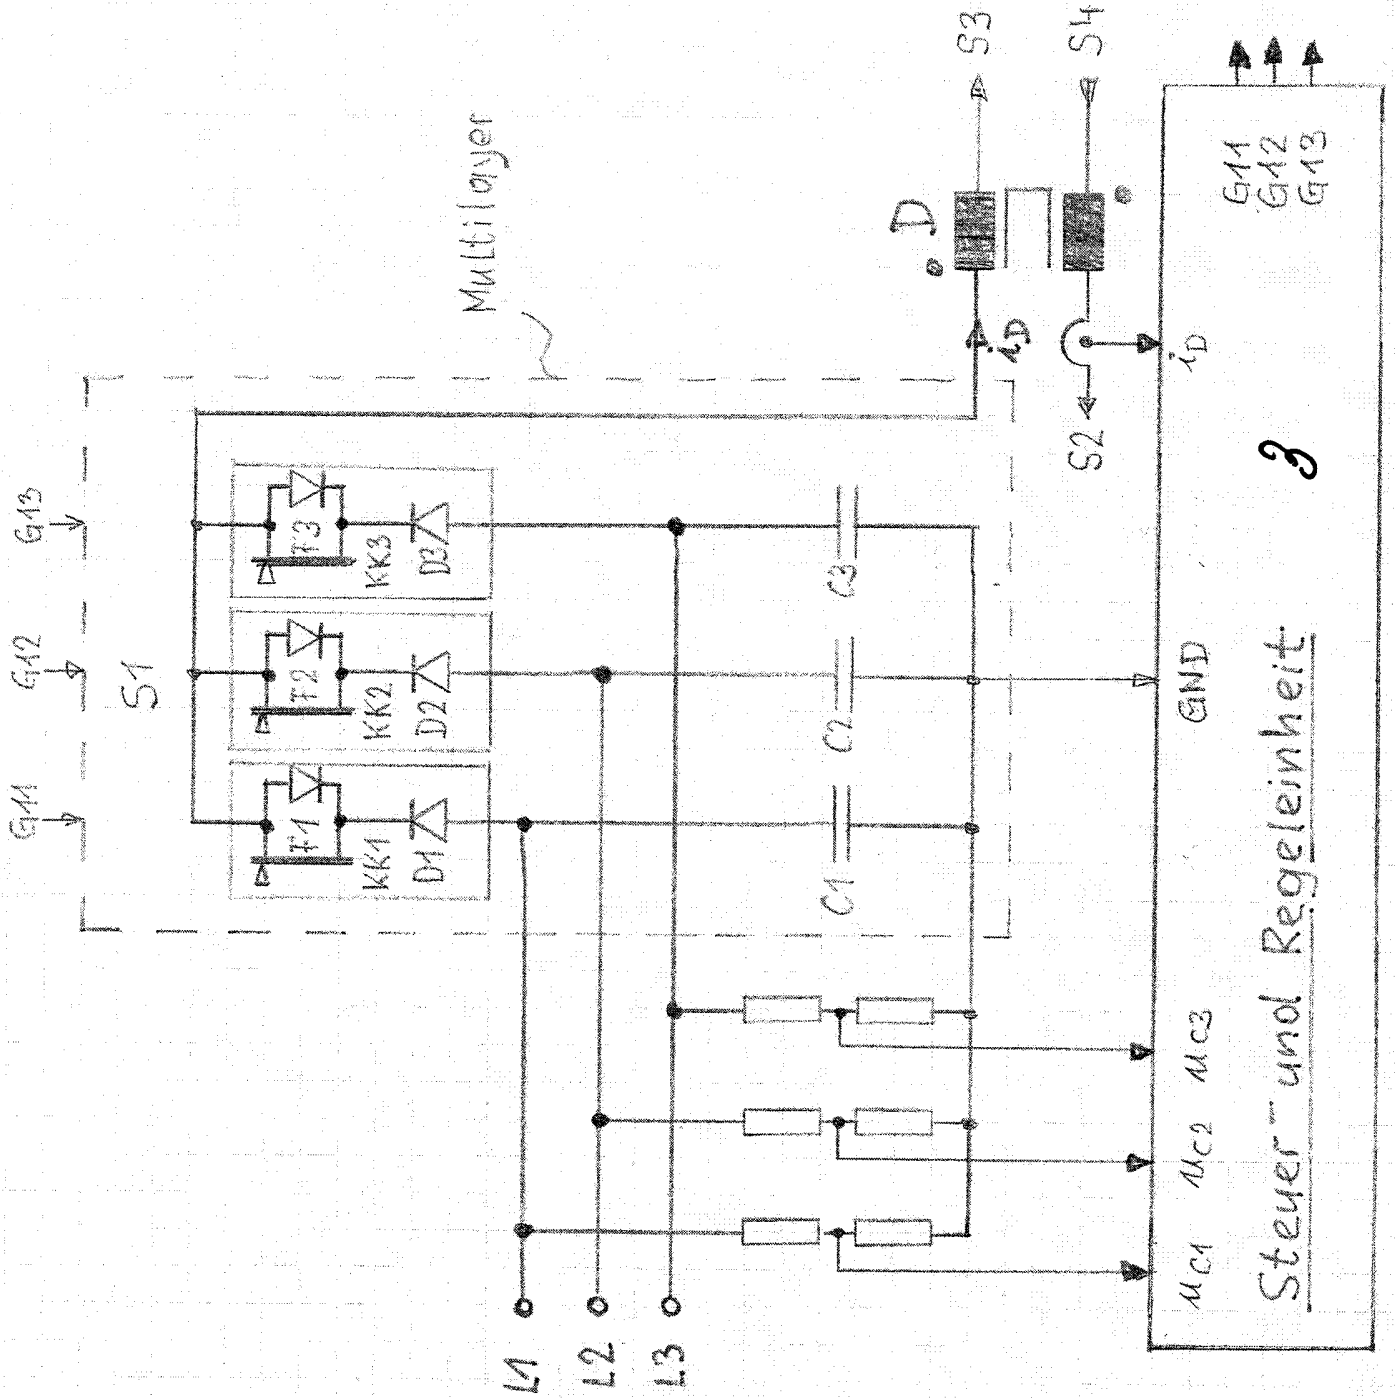 G11
G12
G13
S1
Multilayer
T1
T2
T3
KK1
KK2
KK3
D1
D2
D3
C1
C2
C3
L1
L2
L3
D
S3
S4
iD
S2
uC1
uC2
uC3
GND
iD
G11
G12
G13
Steuer- und Regeleinheit
3